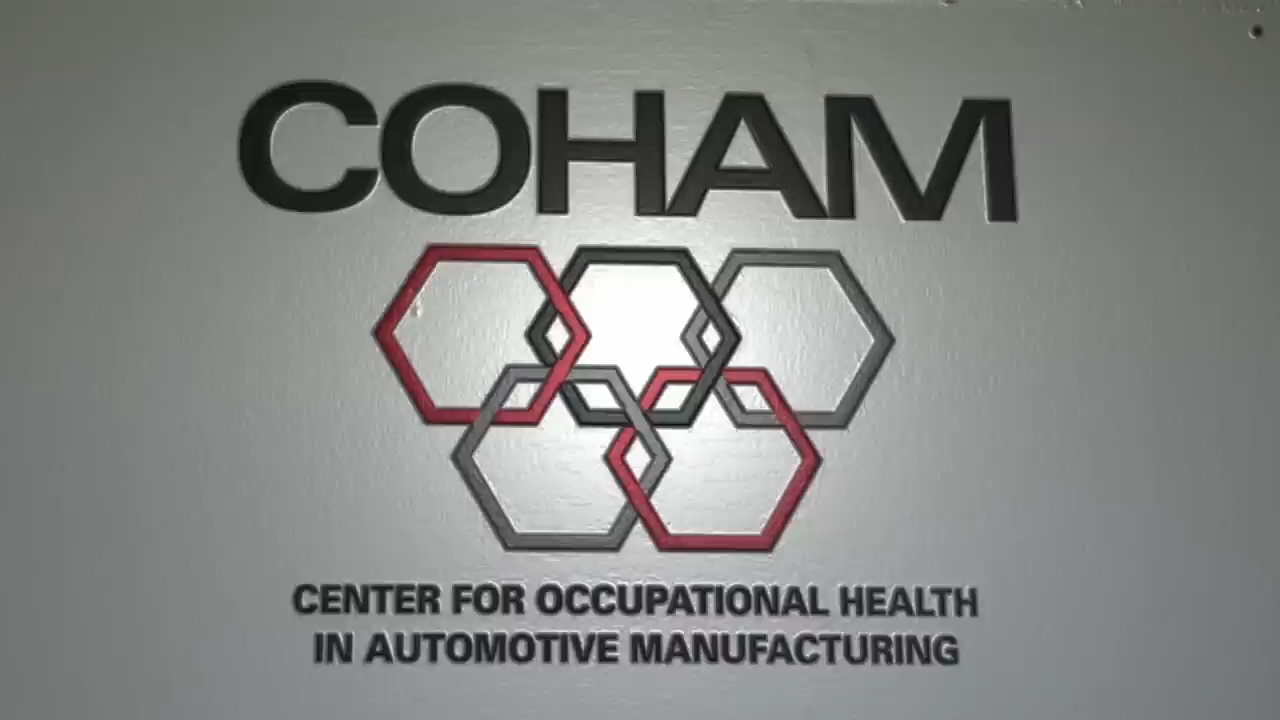 COHAM
CENTER FOR OCCUPATIONAL HEALTH
IN AUTOMOTIVE MANUFACTURING